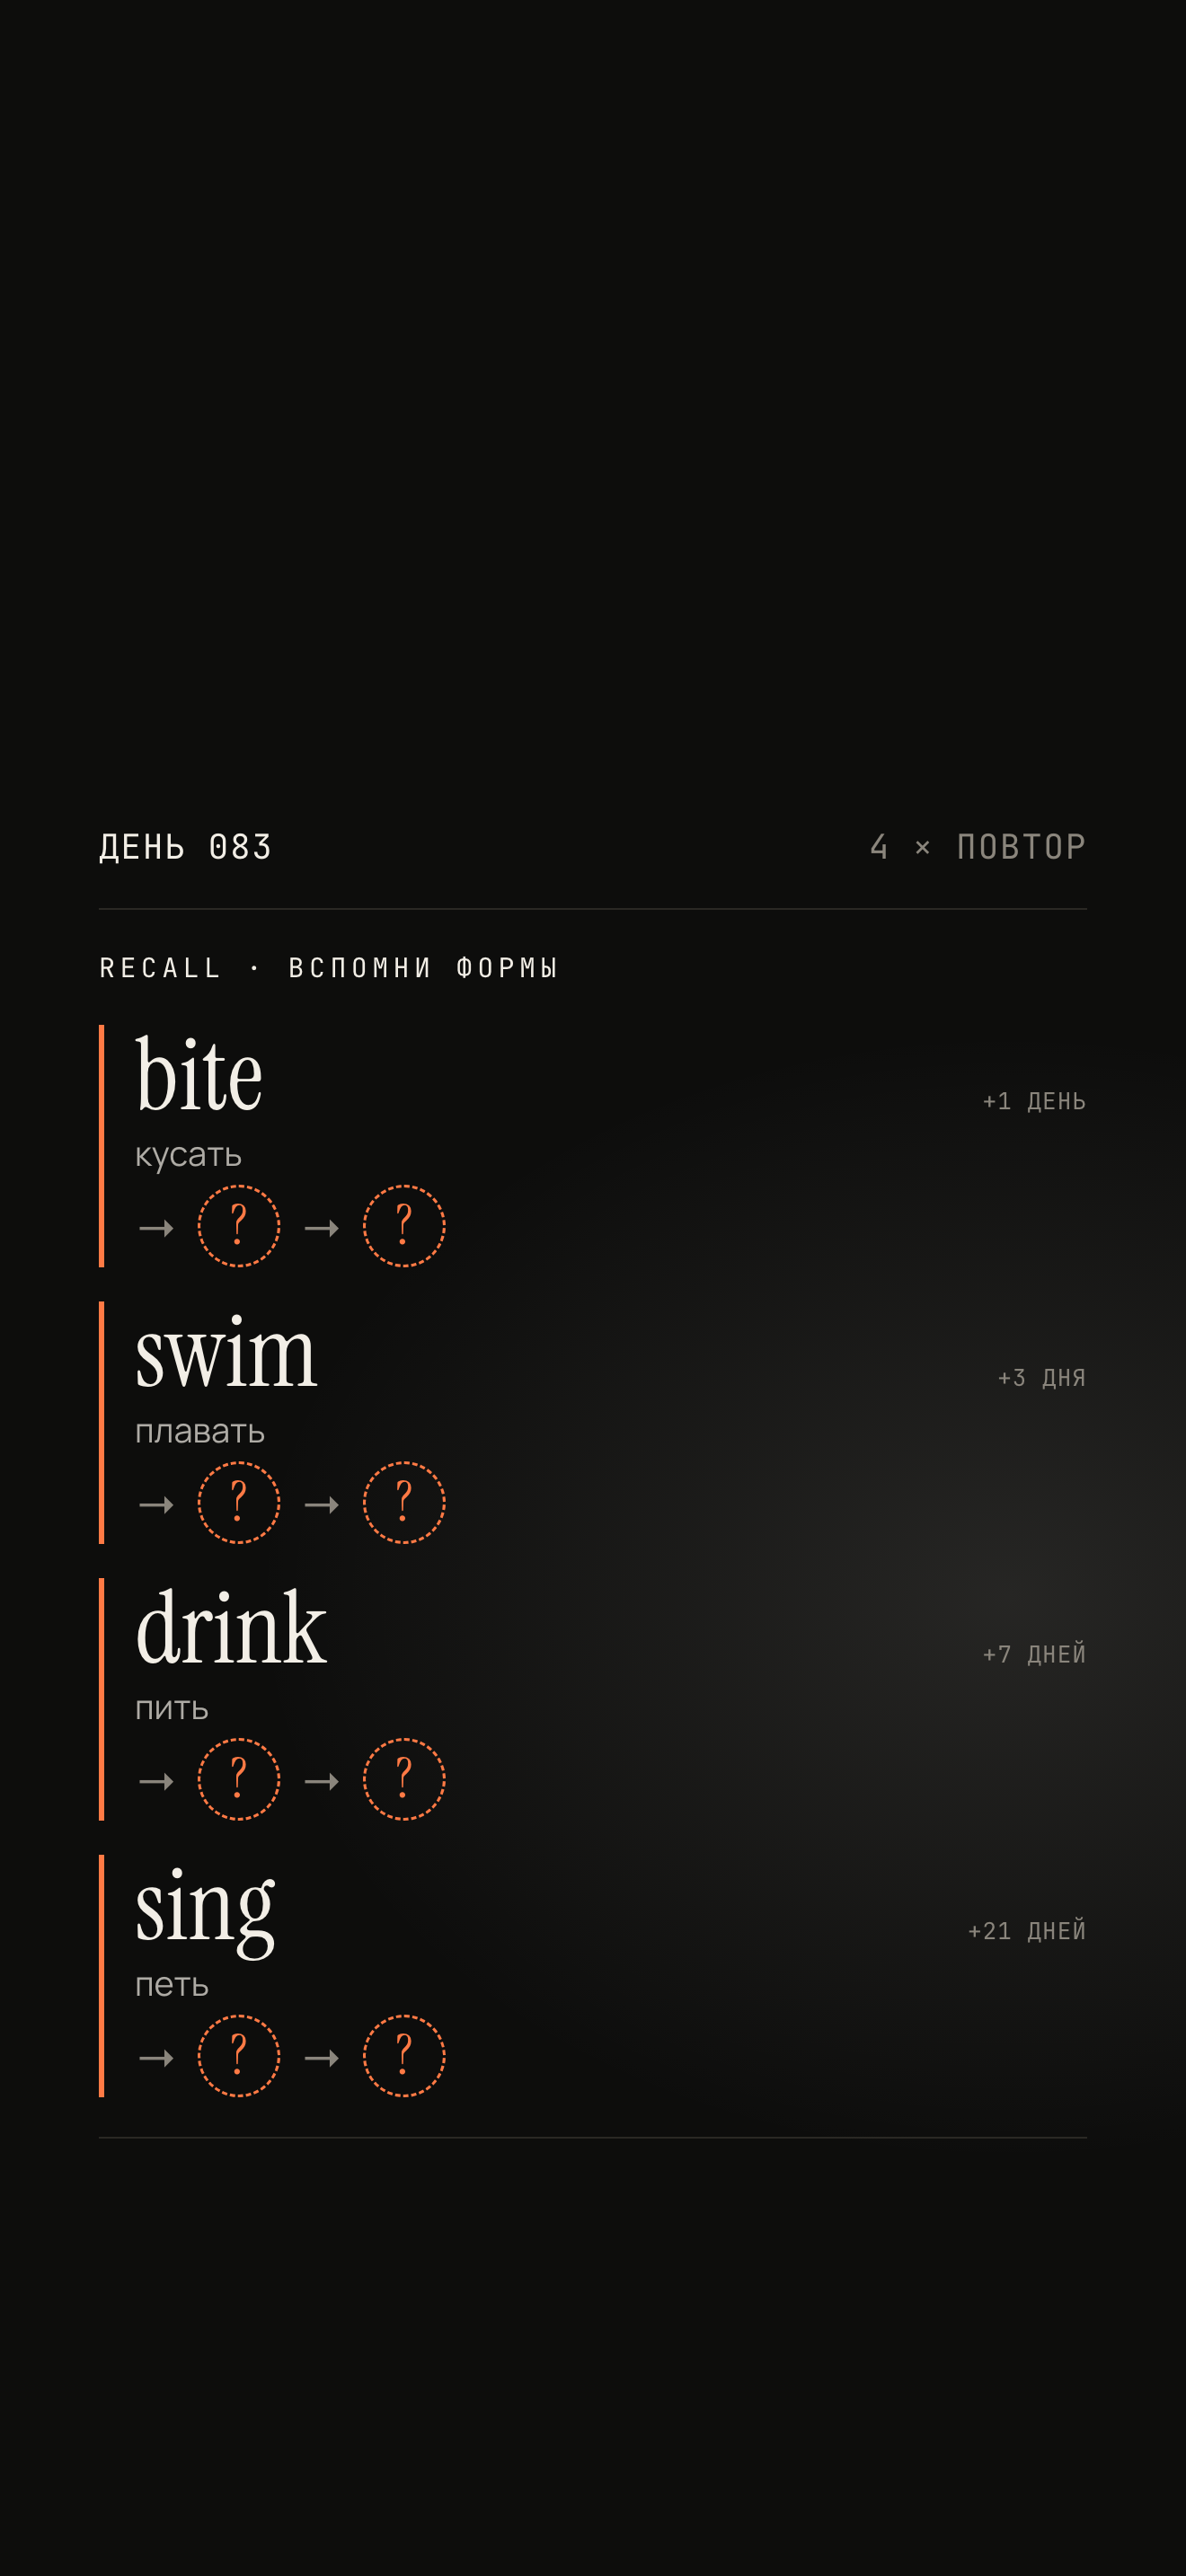 ДЕНЬ 083
4 × ПОВТОР
RECALL · ВСПОМНИ ФОРМЫ
bite
+1 ДЕНЬ
кусать
→ ? → ?
swim
+3 ДНЯ
плавать
→ ? → ?
drink
+7 ДНЕЙ
пить
→ ? → ?
sing
+21 ДНЕЙ
петь
→ ? → ?